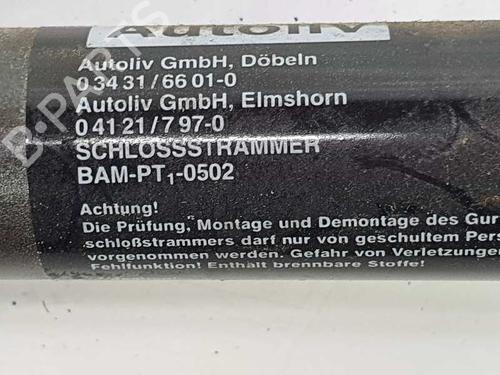 Autoliv
Autoliv GmbH, Döbeln
0 34 31 / 66 01-0
Autoliv GmbH, Elmshorn
0 41 21 / 7 97-0
SCHLOSSSTRAMMER
BAM-PT1-0502
Achtung!
Die Prüfung, Montage und Demontage des Gur
schloßstrammers darf nur von geschultem Pers
vorgenommen werden. Gefahr von Verletzungen
Fehlfunktion! Enthält brennbare Stoffe!
B-PARTS